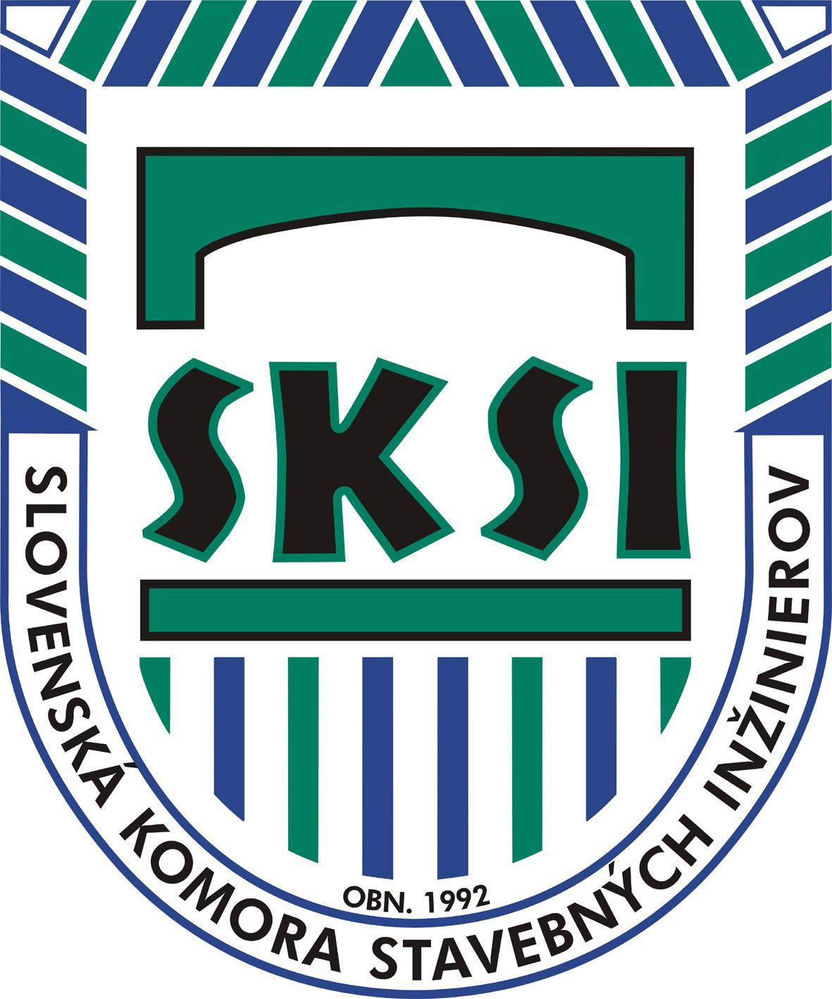 SKSI
OBN. 1992
SLOVENSKÁ KOMORA STAVEBNÝCH INŽINIEROV